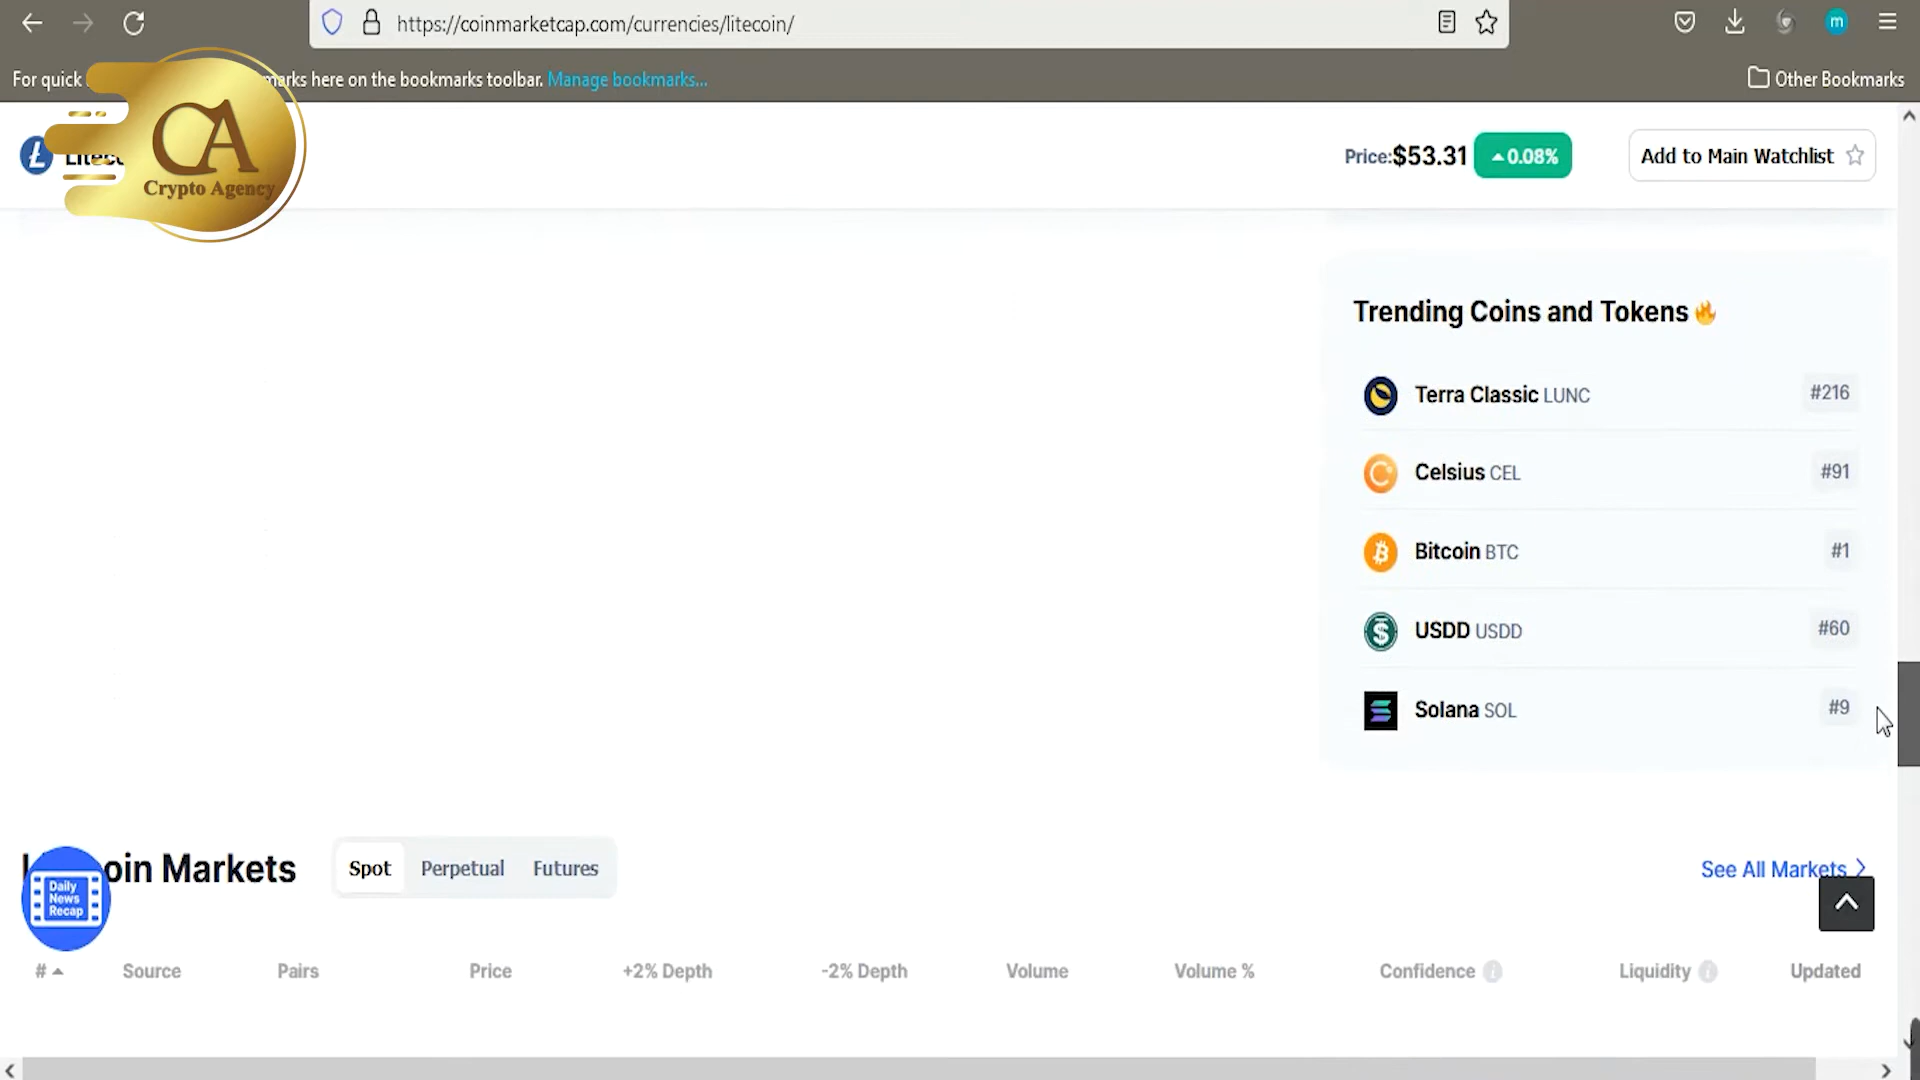 https://coinmarketcap.com/currencies/litecoin/
m
For quick
marks here on the bookmarks toolbar. Manage bookmarks...
Other Bookmarks
CA
Crypto Agency
Price:$53.31 0.08%
Add to Main Watchlist
Trending Coins and Tokens
Terra Classic LUNC #216
Celsius CEL #91
Bitcoin BTC #1
USDD USDD #60
Solana SOL #9
oin Markets
Spot Perpetual Futures
See All Markets
Daily
News
Recap
# Source Pairs Price +2% Depth -2% Depth Volume Volume % Confidence Liquidity Updated